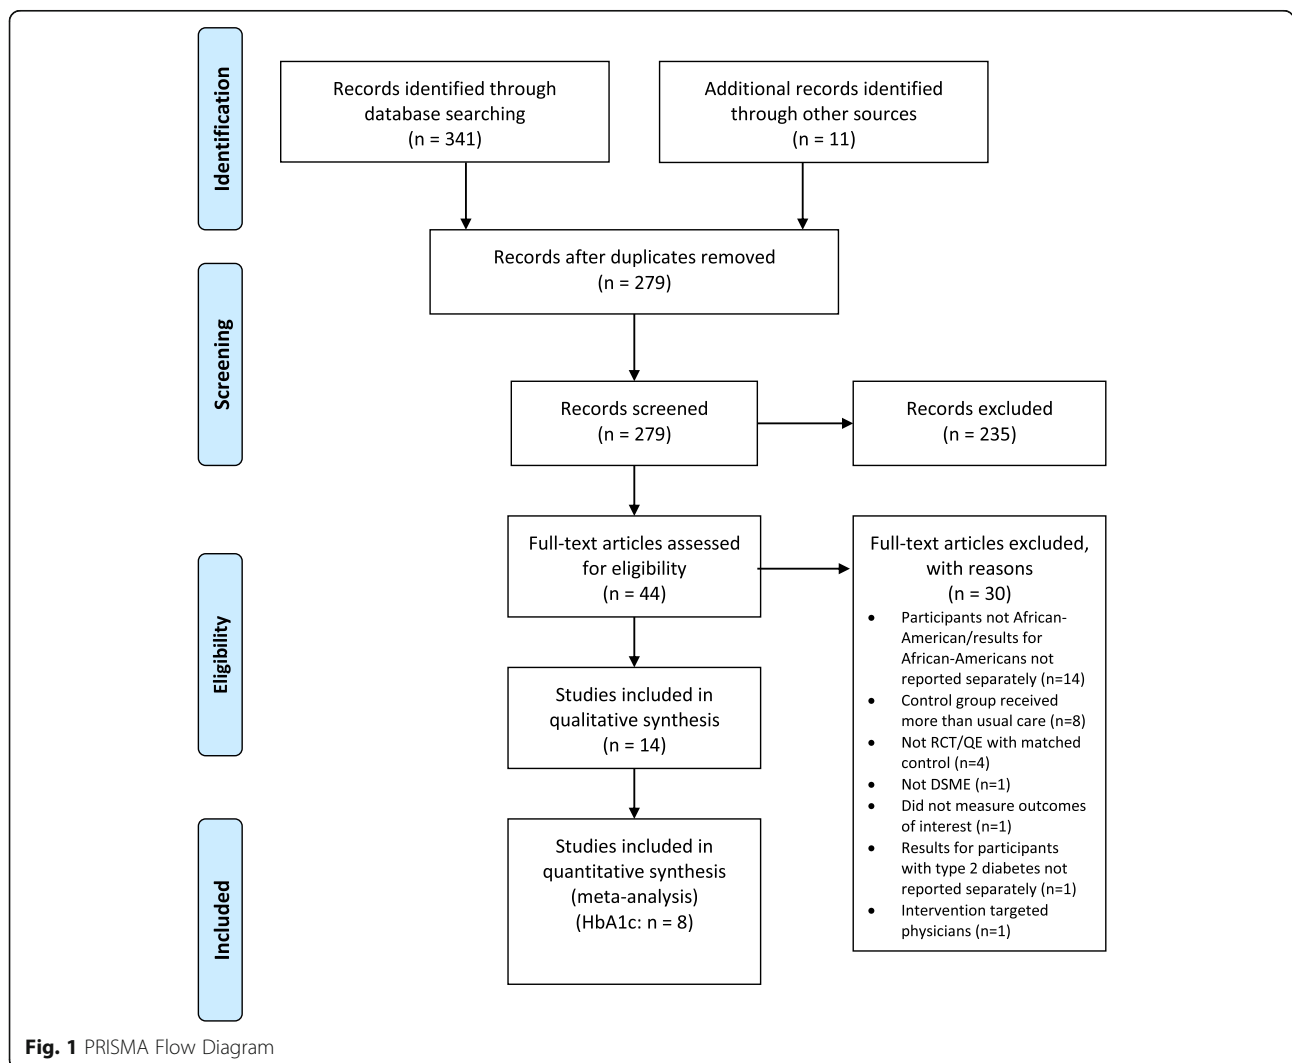 Identification
Records identified through
database searching
(n = 341)
Additional records identified
through other sources
(n = 11)
Records after duplicates removed
(n = 279)
Screening
Records screened
(n = 279)
Records excluded
(n = 235)
Eligibility
Full-text articles assessed
for eligibility
(n = 44)
Full-text articles excluded,
with reasons
(n = 30)
• Participants not African-
American/results for
African-Americans not
reported separately (n=14)
• Control group received
more than usual care (n=8)
• Not RCT/QE with matched
control (n=4)
• Not DSME (n=1)
• Did not measure outcomes
of interest (n=1)
• Results for participants
with type 2 diabetes not
reported separately (n=1)
• Intervention targeted
physicians (n=1)
Studies included in
qualitative synthesis
(n = 14)
Included
Studies included in
quantitative synthesis
(meta-analysis)
(HbA1c: n = 8)
Fig. 1 PRISMA Flow Diagram